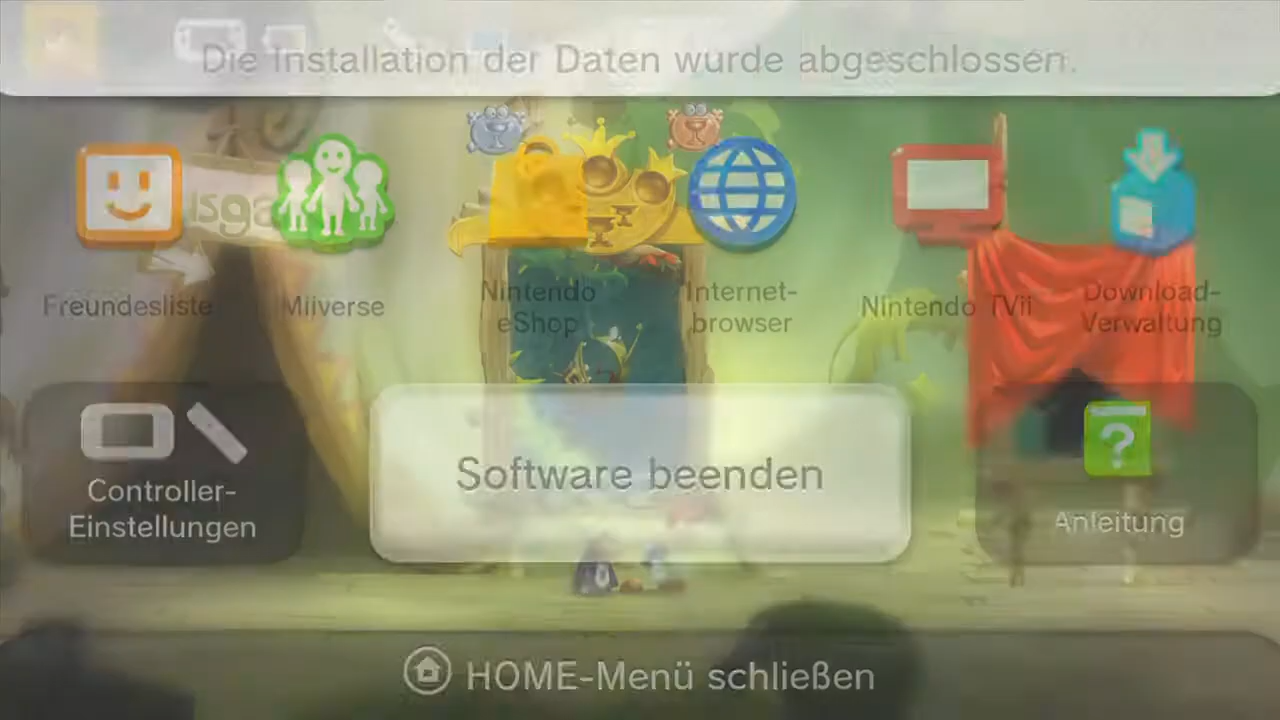 Die Installation der Daten wurde abgeschlossen.
Freundesliste
Miiverse
Nintendo
eShop
Internet-
browser
Nintendo TVii
Download-
Verwaltung
Controller-
Einstellungen
Software beenden
Anleitung
HOME-Menü schließen